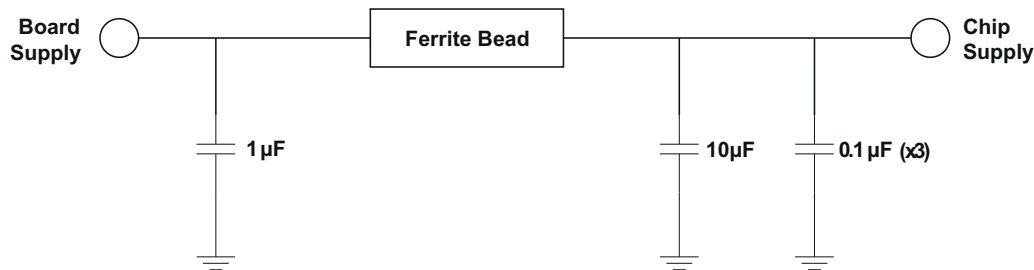 Board
Supply
Ferrite Bead
Chip
Supply
1 µF
10µF
0.1 µF (x3)